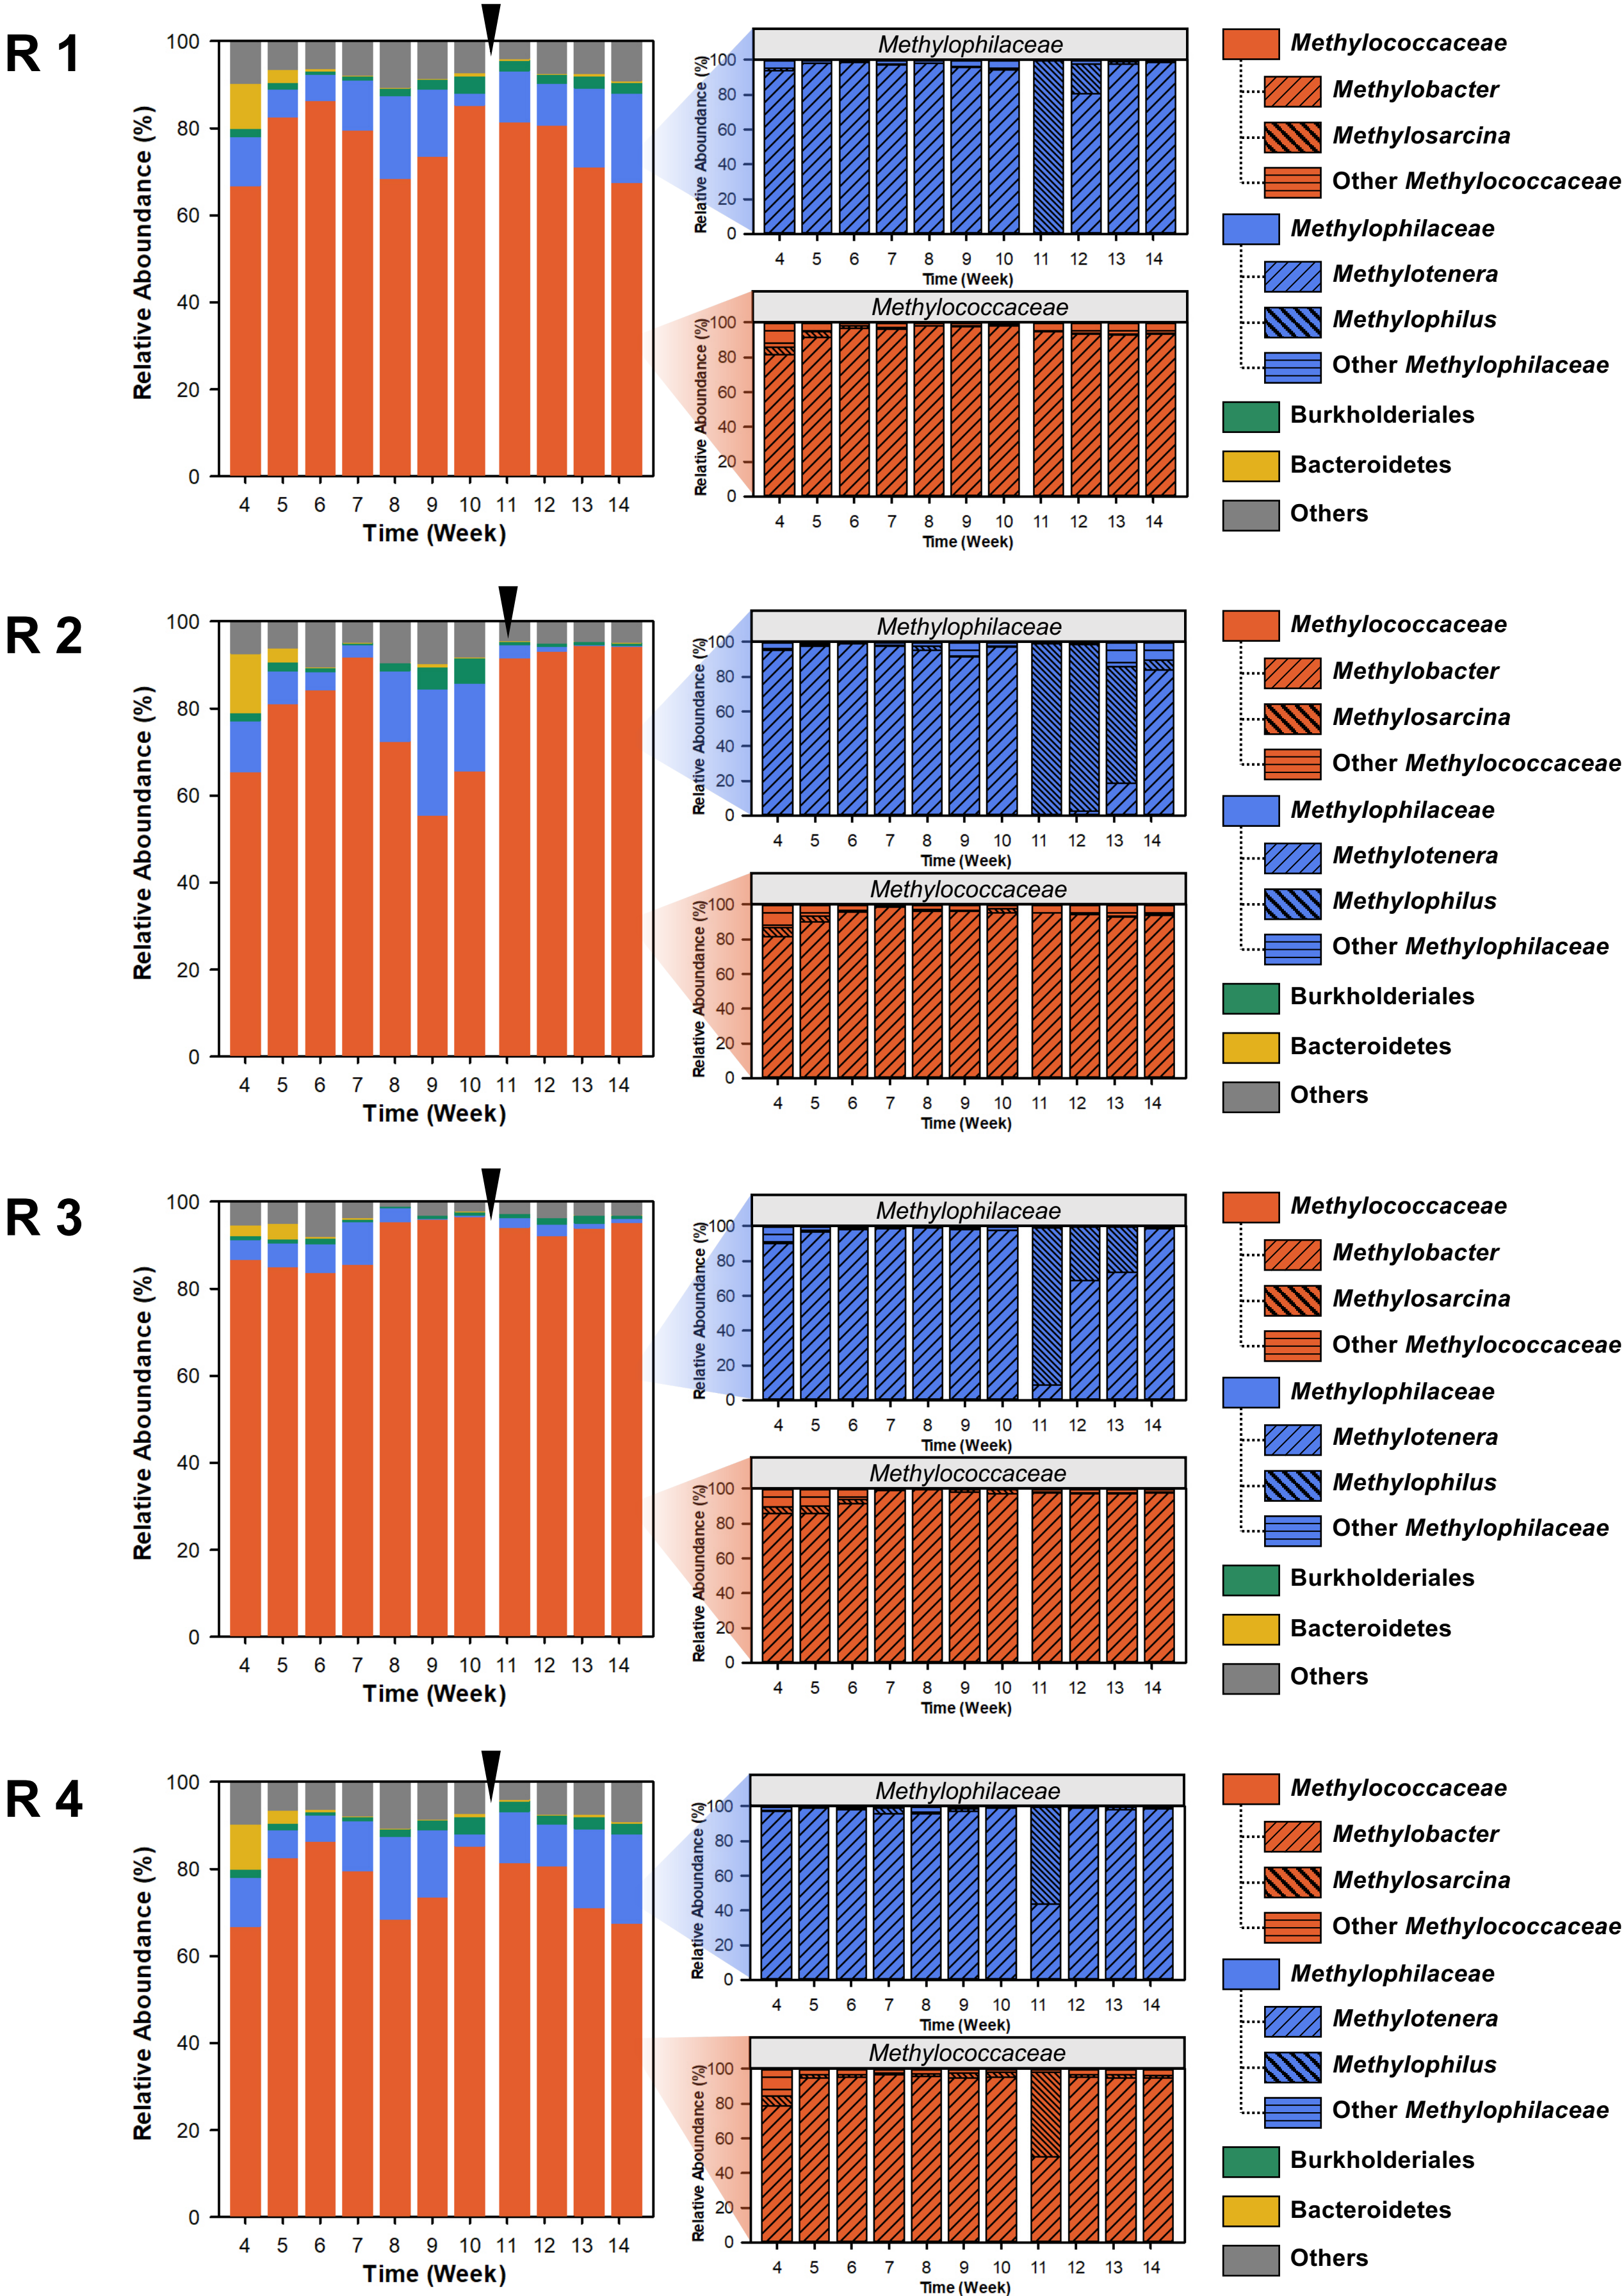 R 1
Relative Aboundance (%)
100
80
60
40
20
0
4 5 6 7 8 9 10 11 12 13 14
Time (Week)
Methylophilaceae
Relative Aboundance (%)
100
80
60
40
20
0
4 5 6 7 8 9 10 11 12 13 14
Time (Week)
Methylococcaceae
Relative Aboundance (%)
100
80
60
40
20
0
4 5 6 7 8 9 10 11 12 13 14
Time (Week)
Methylococcaceae
Methylobacter
Methylosarcina
Other Methylococcaceae
Methylophilaceae
Methylotenera
Methylophilus
Other Methylophilaceae
Burkholderiales
Bacteroidetes
Others
R 2
Relative Aboundance (%)
100
80
60
40
20
0
4 5 6 7 8 9 10 11 12 13 14
Time (Week)
Methylophilaceae
Relative Aboundance (%)
100
80
60
40
20
0
4 5 6 7 8 9 10 11 12 13 14
Time (Week)
Methylococcaceae
Relative Aboundance (%)
100
80
60
40
20
0
4 5 6 7 8 9 10 11 12 13 14
Time (Week)
Methylococcaceae
Methylobacter
Methylosarcina
Other Methylococcaceae
Methylophilaceae
Methylotenera
Methylophilus
Other Methylophilaceae
Burkholderiales
Bacteroidetes
Others
R 3
Relative Aboundance (%)
100
80
60
40
20
0
4 5 6 7 8 9 10 11 12 13 14
Time (Week)
Methylophilaceae
Relative Aboundance (%)
100
80
60
40
20
0
4 5 6 7 8 9 10 11 12 13 14
Time (Week)
Methylococcaceae
Relative Aboundance (%)
100
80
60
40
20
0
4 5 6 7 8 9 10 11 12 13 14
Time (Week)
Methylococcaceae
Methylobacter
Methylosarcina
Other Methylococcaceae
Methylophilaceae
Methylotenera
Methylophilus
Other Methylophilaceae
Burkholderiales
Bacteroidetes
Others
R 4
Relative Aboundance (%)
100
80
60
40
20
0
4 5 6 7 8 9 10 11 12 13 14
Time (Week)
Methylophilaceae
Relative Aboundance (%)
100
80
60
40
20
0
4 5 6 7 8 9 10 11 12 13 14
Time (Week)
Methylococcaceae
Relative Aboundance (%)
100
80
60
40
20
0
4 5 6 7 8 9 10 11 12 13 14
Time (Week)
Methylococcaceae
Methylobacter
Methylosarcina
Other Methylococcaceae
Methylophilaceae
Methylotenera
Methylophilus
Other Methylophilaceae
Burkholderiales
Bacteroidetes
Others